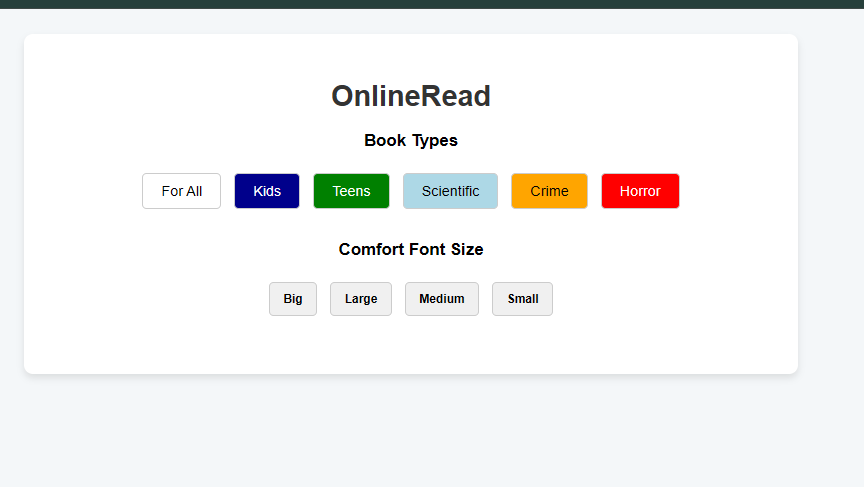 OnlineRead
Book Types
For All Kids Teens Scientific Crime Horror
Comfort Font Size
Big Large Medium Small